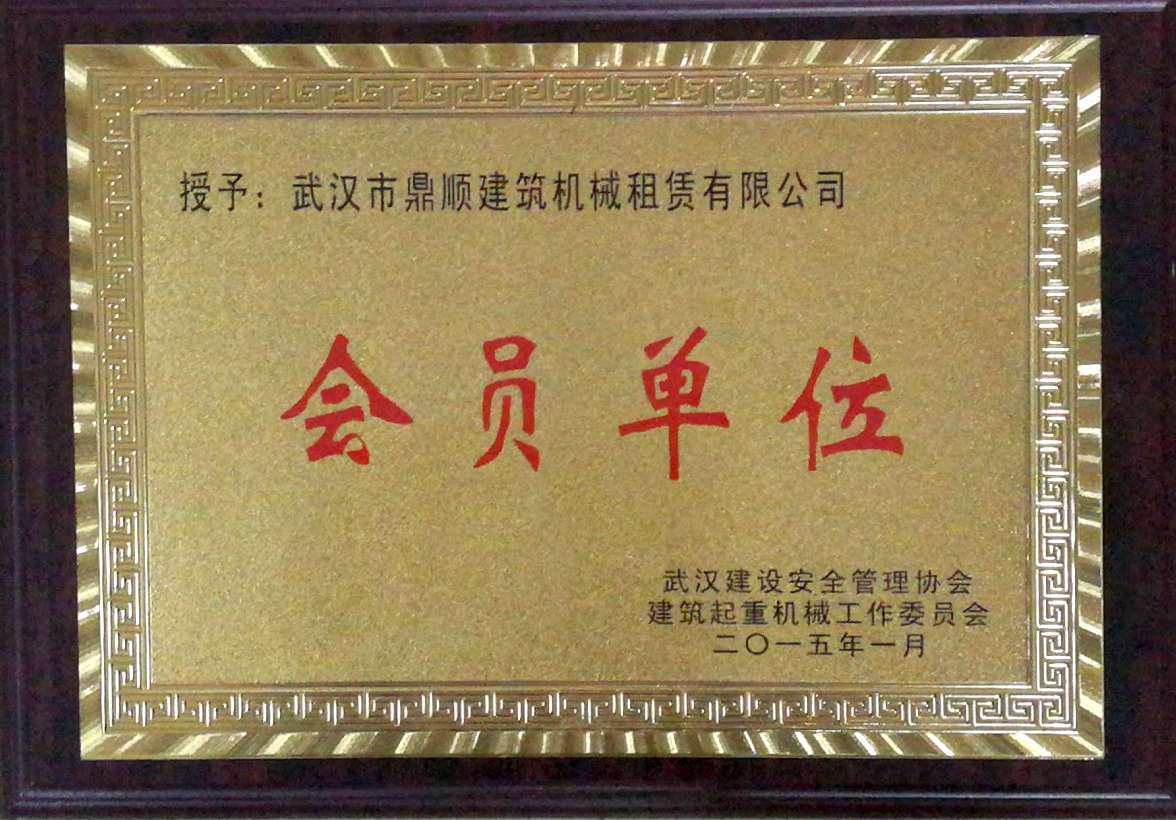 授予：武汉市鼎顺建筑机械租赁有限公司
会员单位
武汉建设安全管理协会
建筑起重机械工作委员会
二〇一五年一月